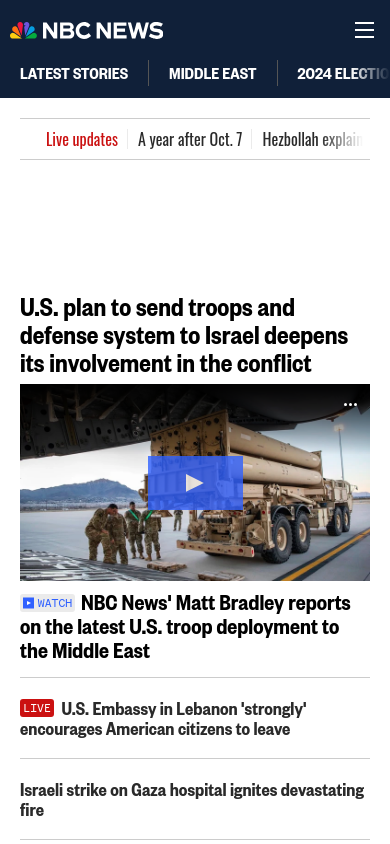 NBC NEWS
LATEST STORIES MIDDLE EAST 2024 ELECTIO
Live updates A year after Oct. 7 Hezbollah explain
U.S. plan to send troops and
defense system to Israel deepens
its involvement in the conflict
WATCH NBC News' Matt Bradley reports
on the latest U.S. troop deployment to
the Middle East
LIVE U.S. Embassy in Lebanon 'strongly'
encourages American citizens to leave
Israeli strike on Gaza hospital ignites devastating
fire